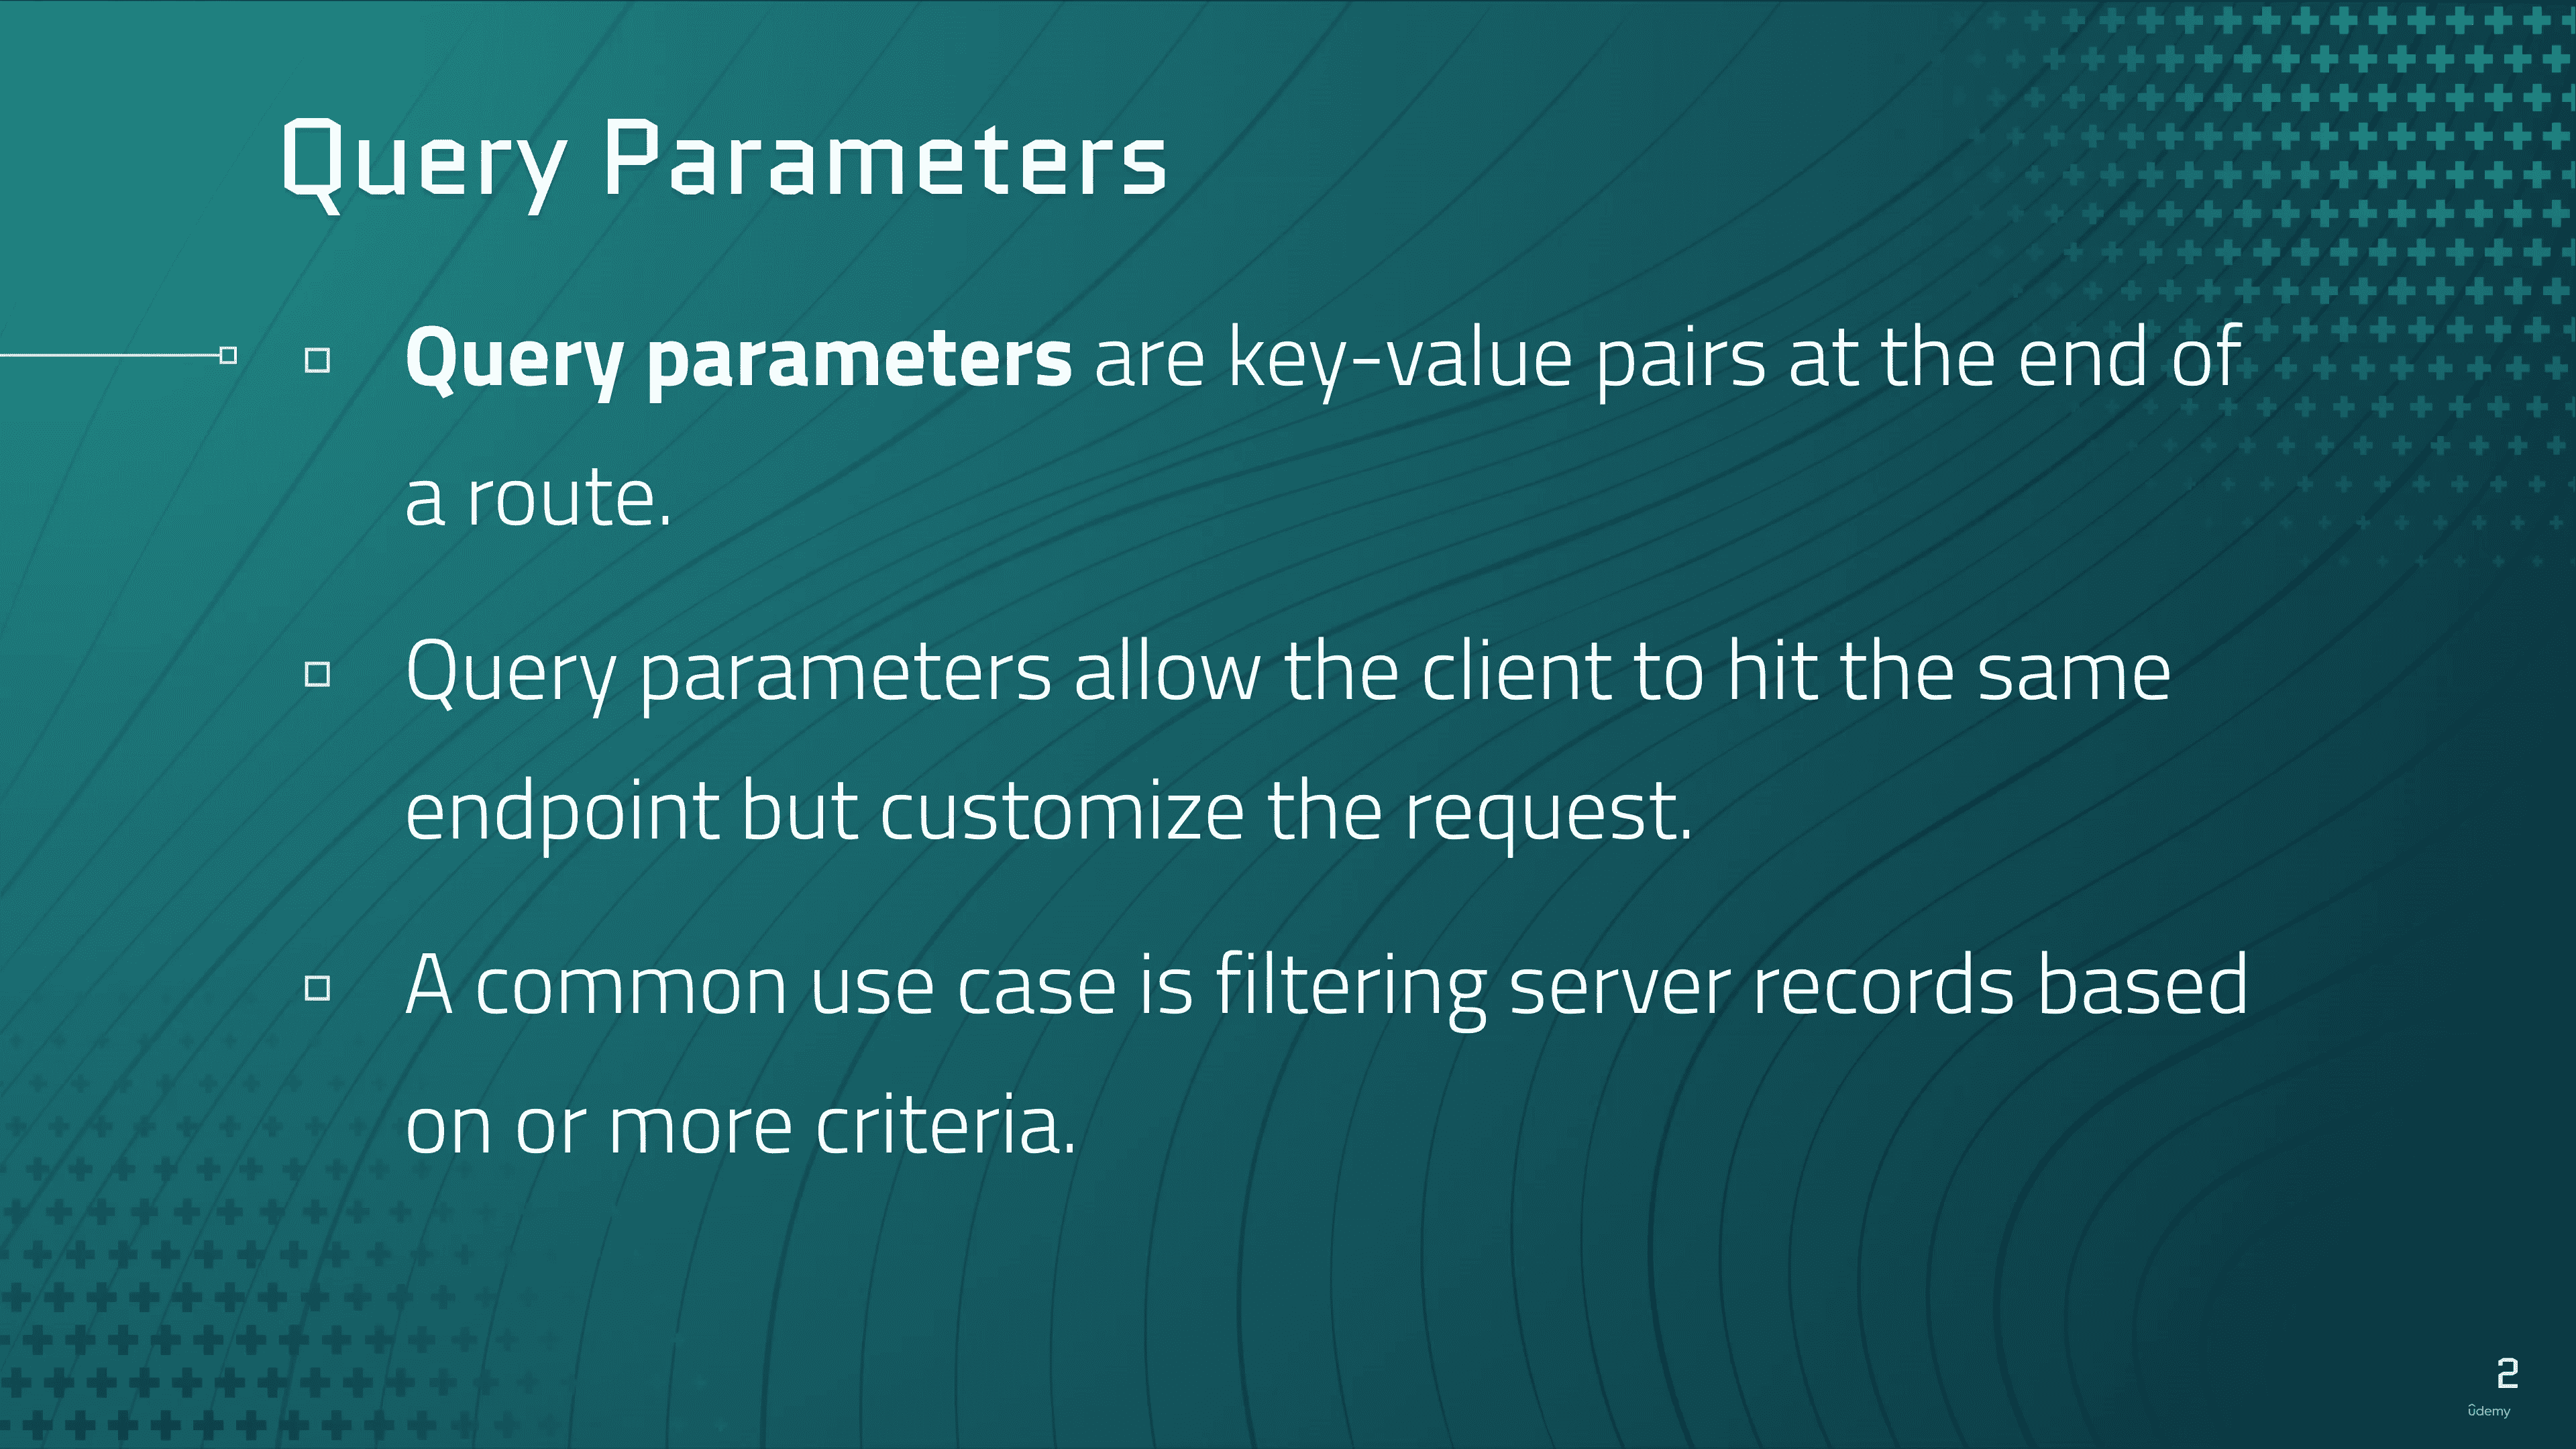 Query Parameters
Query parameters are key-value pairs at the end of
a route.
Query parameters allow the client to hit the same
endpoint but customize the request.
A common use case is filtering server records based
on or more criteria.
2
ûdemy